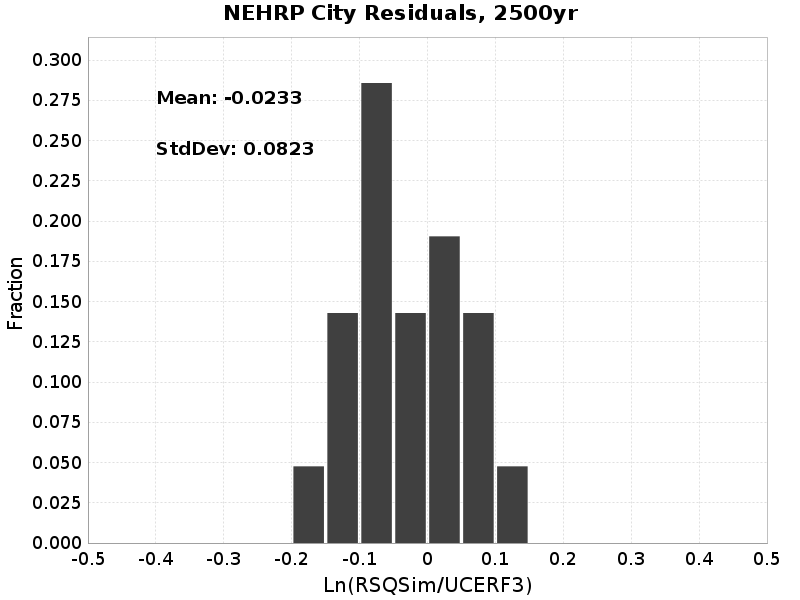 NEHRP City Residuals, 2500yr
Mean: -0.0233
StdDev: 0.0823
Fraction
0.300
0.275
0.250
0.225
0.200
0.175
0.150
0.125
0.100
0.075
0.050
0.025
0.000
-0.5 -0.4 -0.3 -0.2 -0.1 0 0.1 0.2 0.3 0.4 0.5
Ln(RSQSim/UCERF3)